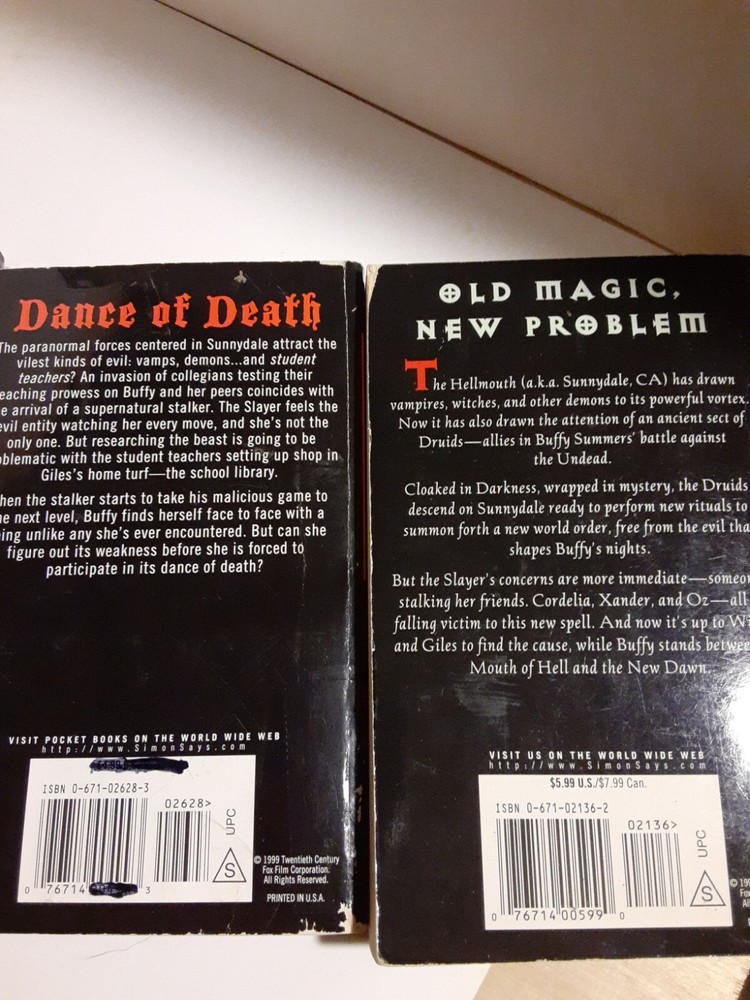 Dance of Death
The paranormal forces centered in Sunnydale attract the
vilest kinds of evil: vamps, demons...and student
teachers? An invasion of collegians testing their
eaching prowess on Buffy and her peers coincides with
e arrival of a supernatural stalker. The Slayer feels the
evil entity watching her every move, and she's not the
only one. But researching the beast is going to be
oblematic with the student teachers setting up shop in
Giles's home turf—the school library.
hen the stalker starts to take his malicious game to
e next level, Buffy finds herself face to face with a
ing unlike any she's ever encountered. But can she
figure out its weakness before she is forced to
participate in its dance of death?
VISIT POCKET BOOKS ON THE WORLD WIDE WEB
http://www.SimonSays.com
ISBN 0-671-02628-3
02628>
UPC
S
0 76714 3
© 1999 Twentieth Century
Fox Film Corporation.
All Rights Reserved.
PRINTED IN U.S.A.
OLD MAGIC,
NEW PROBLEM
The Hellmouth (a.k.a. Sunnydale, CA) has drawn
vampires, witches, and other demons to its powerful vortex.
Now it has also drawn the attention of an ancient sect of
Druids—allies in Buffy Summers' battle against
the Undead.
Cloaked in Darkness, wrapped in mystery, the Druids
descend on Sunnydale ready to perform new rituals to
summon forth a new world order, free from the evil tha
shapes Buffy's nights.
But the Slayer's concerns are more immediate—someon
stalking her friends. Cordelia, Xander, and Oz—all
falling victim to this new spell. And now it's up to Wi
and Giles to find the cause, while Buffy stands betwee
Mouth of Hell and the New Dawn.
VISIT US ON THE WORLD WIDE WEB
http://www.SimonSays.com
$5.99 U.S./$7.99 Can.
ISBN 0-671-02136-2
02136>
UPC
S
0 76714 00599 0
© 199
Fox
All